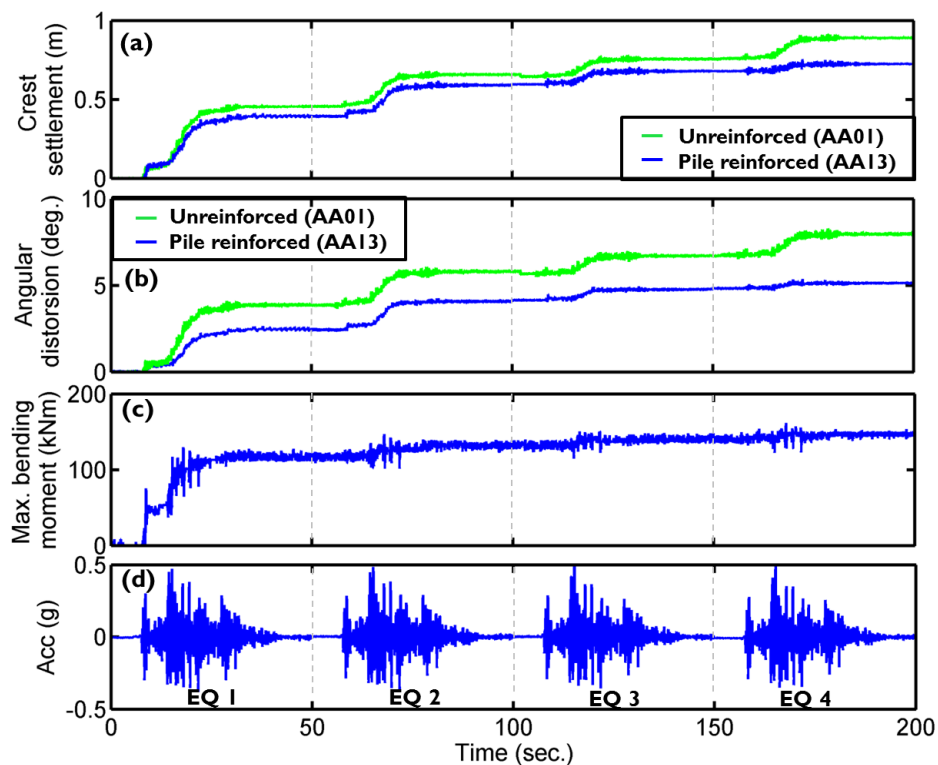 1
(a)
Crest
settlement (m)
0.5
Unreinforced (AA01)
Pile reinforced (AA13)
0
10
Unreinforced (AA01)
Pile reinforced (AA13)
Angular
distorsion (deg.)
(b)
5
0
200
(c)
Max. bending
moment (kNm)
100
0
0.5
(d)
Acc (g)
0
EQ 1
EQ 2
EQ 3
EQ 4
-0.5
0 50 100 150 200
Time (sec.)